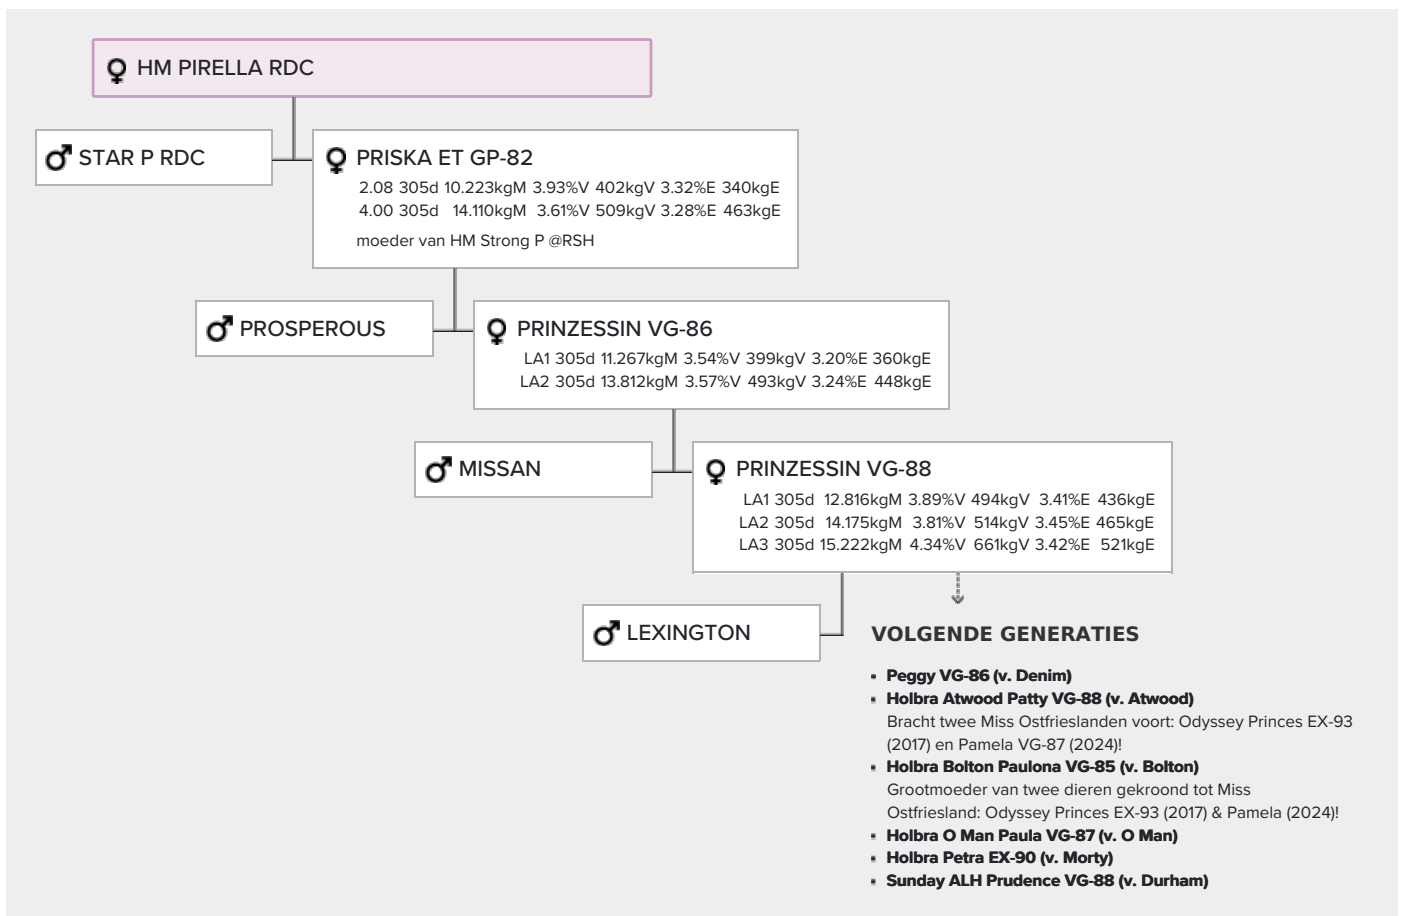 HM PIRELLA RDC
STAR P RDC
PRISKA ET GP-82
2.08 305d 10.223kgM 3.93%V 402kgV 3.32%E 340kgE
4.00 305d 14.110kgM 3.61%V 509kgV 3.28%E 463kgE
moeder van HM Strong P @RSH
PROSPEROUS
PRINZESSIN VG-86
LA1 305d 11.267kgM 3.54%V 399kgV 3.20%E 360kgE
LA2 305d 13.812kgM 3.57%V 493kgV 3.24%E 448kgE
MISSAN
PRINZESSIN VG-88
LA1 305d 12.816kgM 3.89%V 494kgV 3.41%E 436kgE
LA2 305d 14.175kgM 3.81%V 514kgV 3.45%E 465kgE
LA3 305d 15.222kgM 4.34%V 661kgV 3.42%E 521kgE
LEXINGTON
VOLGENDE GENERATIES
▪ Peggy VG-86 (v. Denim)
▪ Holbra Atwood Patty VG-88 (v. Atwood)
Bracht twee Miss Ostfrieslanden voort: Odyssey Princes EX-93
(2017) en Pamela VG-87 (2024)!
▪ Holbra Bolton Paulona VG-85 (v. Bolton)
Grootmoeder van twee dieren gekroond tot Miss
Ostfriesland: Odyssey Princes EX-93 (2017) & Pamela (2024)!
▪ Holbra O Man Paula VG-87 (v. O Man)
▪ Holbra Petra EX-90 (v. Morty)
▪ Sunday ALH Prudence VG-88 (v. Durham)